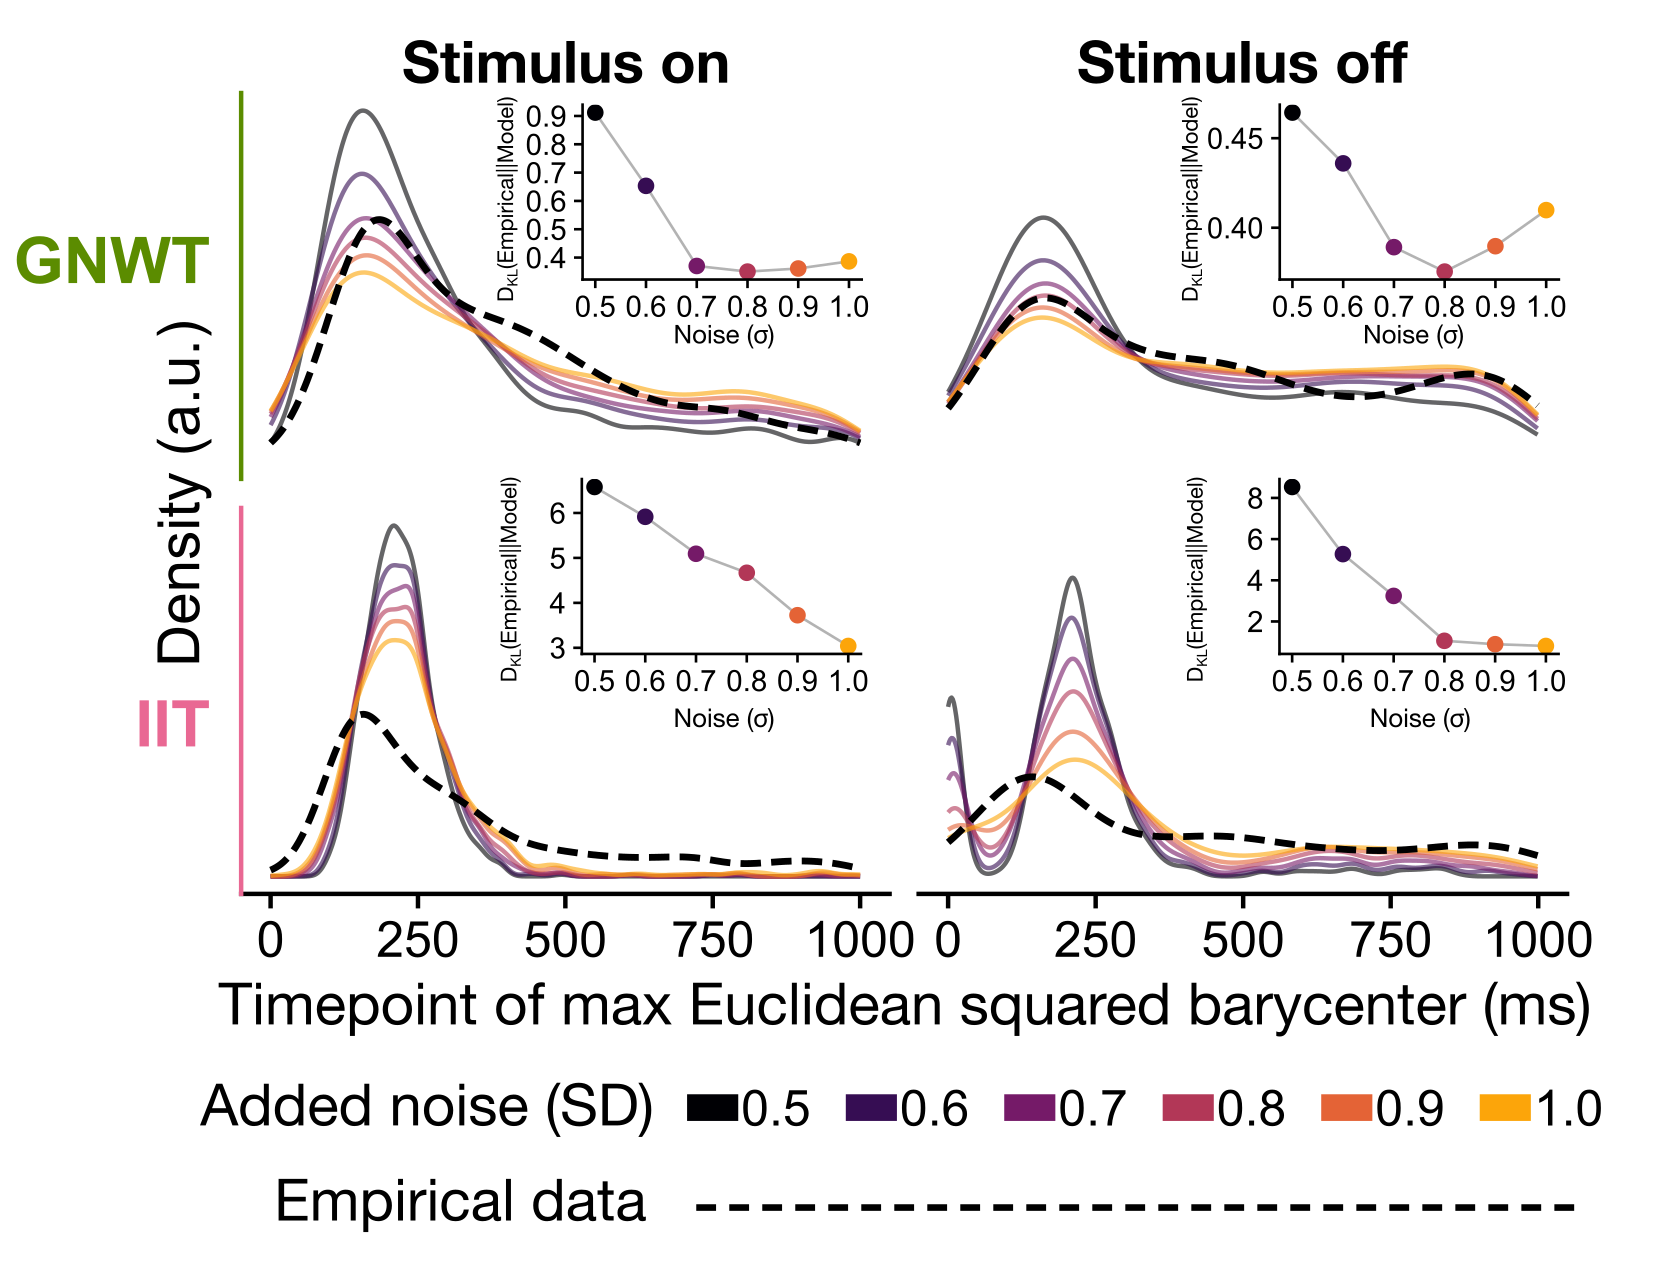 Stimulus on
Stimulus off
GNWT
IIT
Density (a.u.)
D_KL(Empirical||Model)
0.9
0.8
0.7
0.6
0.5
0.4
0.5 0.6 0.7 0.8 0.9 1.0
Noise (σ)
D_KL(Empirical||Model)
0.45
0.40
0.5 0.6 0.7 0.8 0.9 1.0
Noise (σ)
D_KL(Empirical||Model)
6
5
4
3
0.5 0.6 0.7 0.8 0.9 1.0
Noise (σ)
D_KL(Empirical||Model)
8
6
4
2
0.5 0.6 0.7 0.8 0.9 1.0
Noise (σ)
0 250 500 750 1000
0 250 500 750 1000
Timepoint of max Euclidean squared barycenter (ms)
Added noise (SD) 0.5 0.6 0.7 0.8 0.9 1.0
Empirical data